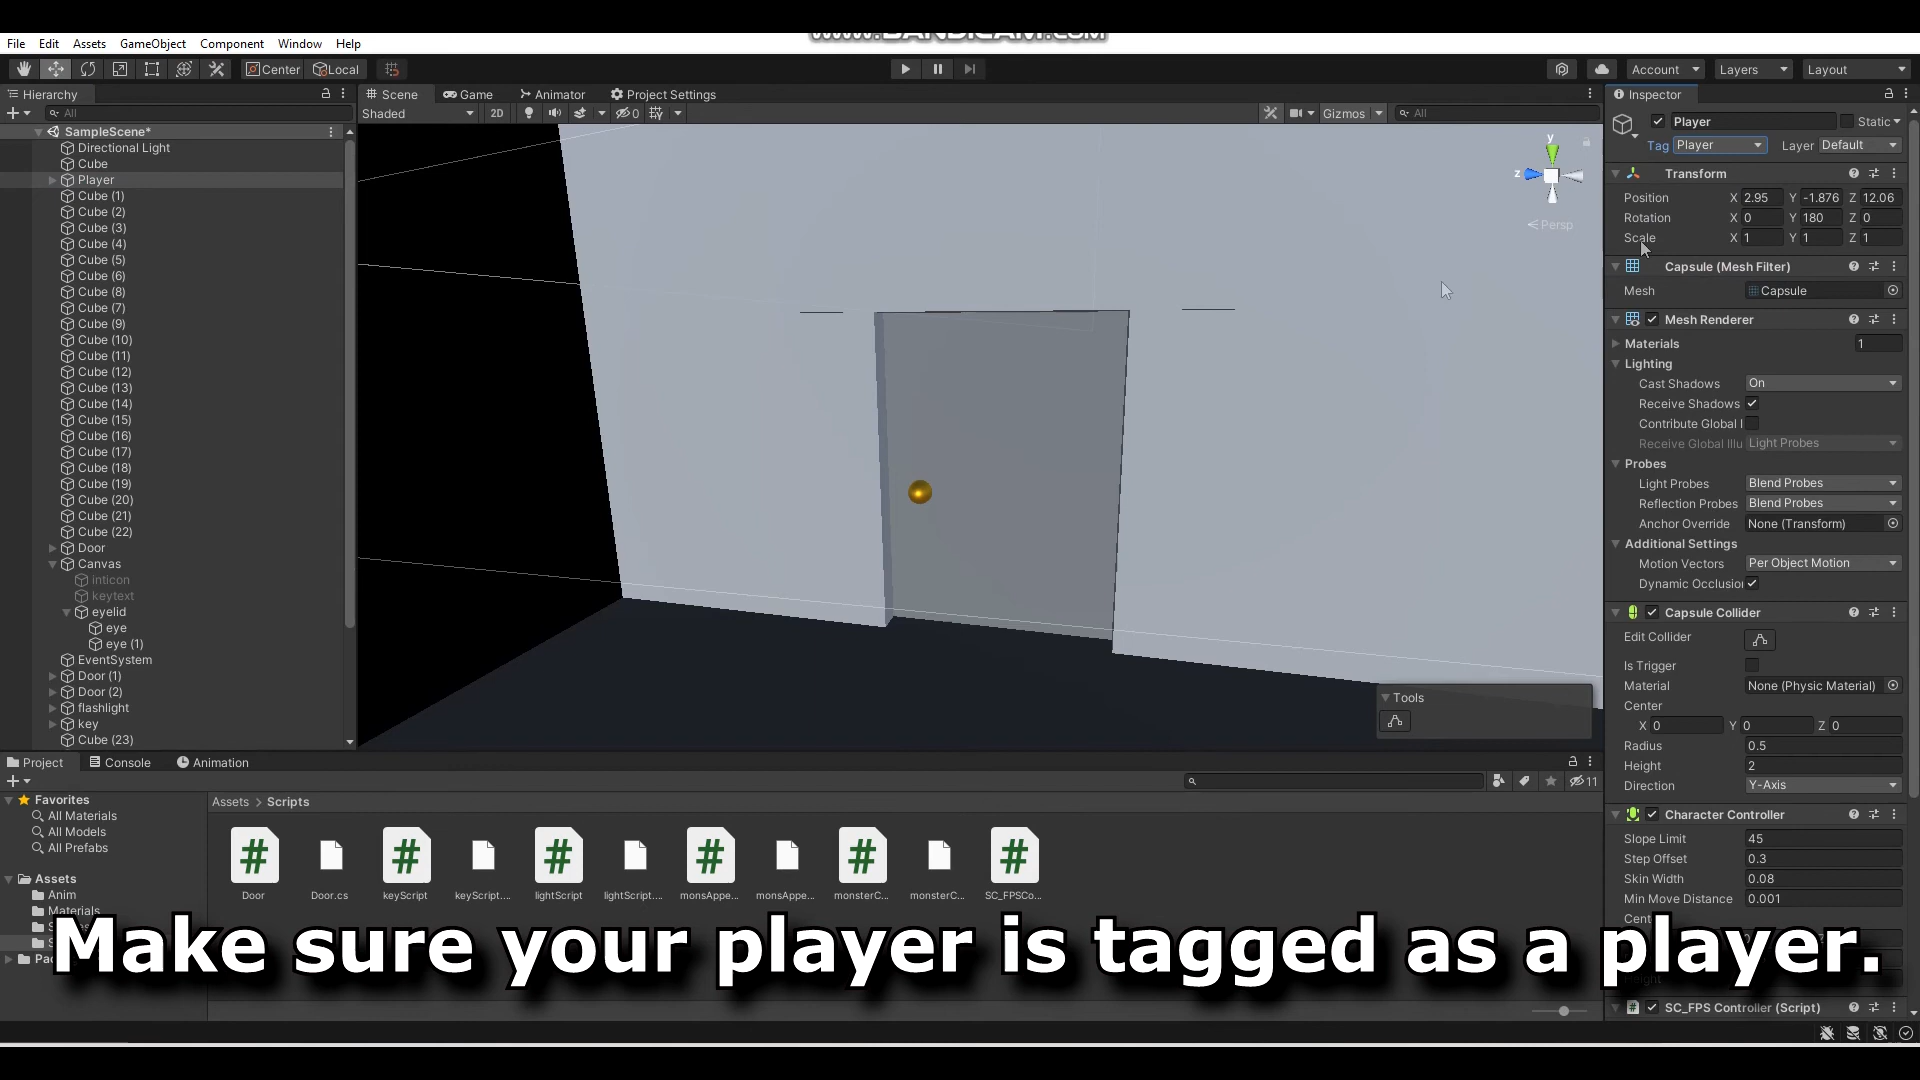 www.BANDICAM.com
File Edit Assets GameObject Component Window Help
Center Local Account Layers Layout
Hierarchy
All
SampleScene*
Directional Light
Cube
Player
Cube (1)
Cube (2)
Cube (3)
Cube (4)
Cube (5)
Cube (6)
Cube (8)
Cube (7)
Cube (9)
Cube (10)
Cube (11)
Cube (12)
Cube (13)
Cube (14)
Cube (15)
Cube (16)
Cube (17)
Cube (18)
Cube (19)
Cube (20)
Cube (21)
Cube (22)
Door
Canvas
inticon
keytext
eyelid
eye
eye (1)
EventSystem
Door (1)
Door (2)
flashlight
key
Cube (23)
Scene Game Animator Project Settings
Shaded 2D 0 Gizmos All
y
z
Persp
Tools
Inspector
Player Static
Tag Player Layer Default
Transform
Position X 2.95 Y -1.876 Z 12.06
Rotation X 0 Y 180 Z 0
Scale X 1 Y 1 Z 1
Capsule (Mesh Filter)
Mesh Capsule
Mesh Renderer
Materials 1
Lighting
Cast Shadows On
Receive Shadows
Contribute Global I
Receive Global Illu Light Probes
Probes
Light Probes Blend Probes
Reflection Probes Blend Probes
Anchor Override None (Transform)
Additional Settings
Motion Vectors Per Object Motion
Dynamic Occlusion
Capsule Collider
Edit Collider
Is Trigger
Material None (Physic Material)
Center
X 0 Y 0 Z 0
Radius 0.5
Height 2
Direction Y-Axis
Character Controller
Slope Limit 45
Step Offset 0.3
Skin Width 0.08
Min Move Distance 0.001
SC_FPS Controller (Script)
Project Console Animation
11
Favorites
All Materials
All Models
All Prefabs
Assets
Anim
Materials
Assets > Scripts
Door Door.cs keyScript keyScript.... lightScript lightScript.... monsAppe... monsAppe... monsterC... monsterC... SC_FPSCo...
Make sure your player is tagged as a player.